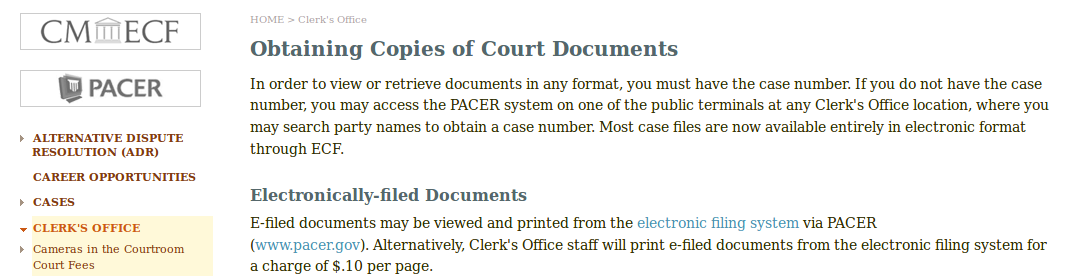 CM ECF
PACER
ALTERNATIVE DISPUTE
RESOLUTION (ADR)
CAREER OPPORTUNITIES
CASES
CLERK'S OFFICE
Cameras in the Courtroom
Court Fees
HOME > Clerk's Office
Obtaining Copies of Court Documents
In order to view or retrieve documents in any format, you must have the case number. If you do not have the case
number, you may access the PACER system on one of the public terminals at any Clerk's Office location, where you
may search party names to obtain a case number. Most case files are now available entirely in electronic format
through ECF.
Electronically-filed Documents
E-filed documents may be viewed and printed from the electronic filing system via PACER
(www.pacer.gov). Alternatively, Clerk's Office staff will print e-filed documents from the electronic filing system for
a charge of $.10 per page.